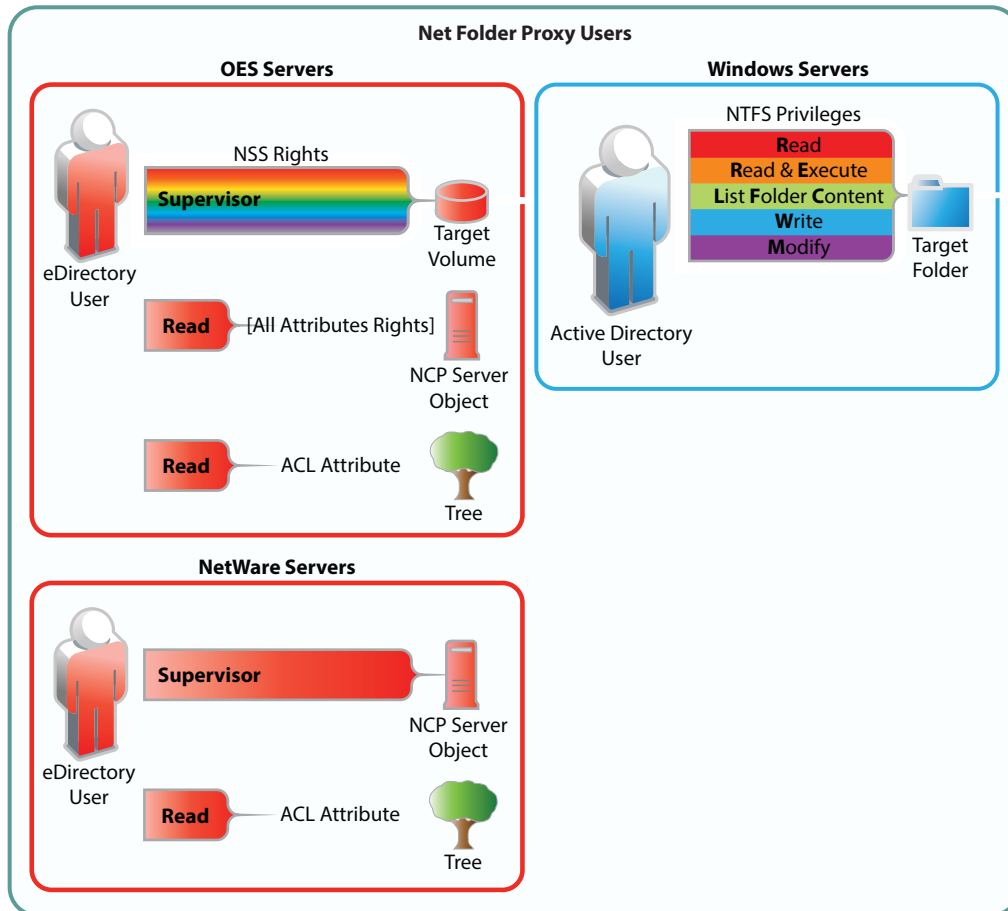 Net Folder Proxy Users
OES Servers
NSS Rights
Supervisor
eDirectory
User
Target
Volume
Read
[All Attributes Rights]
NCP Server
Object
Read
ACL Attribute
Tree
Windows Servers
NTFS Privileges
Read
Read & Execute
List Folder Content
Write
Modify
Active Directory
User
Target
Folder
NetWare Servers
Supervisor
eDirectory
User
NCP Server
Object
Read
ACL Attribute
Tree